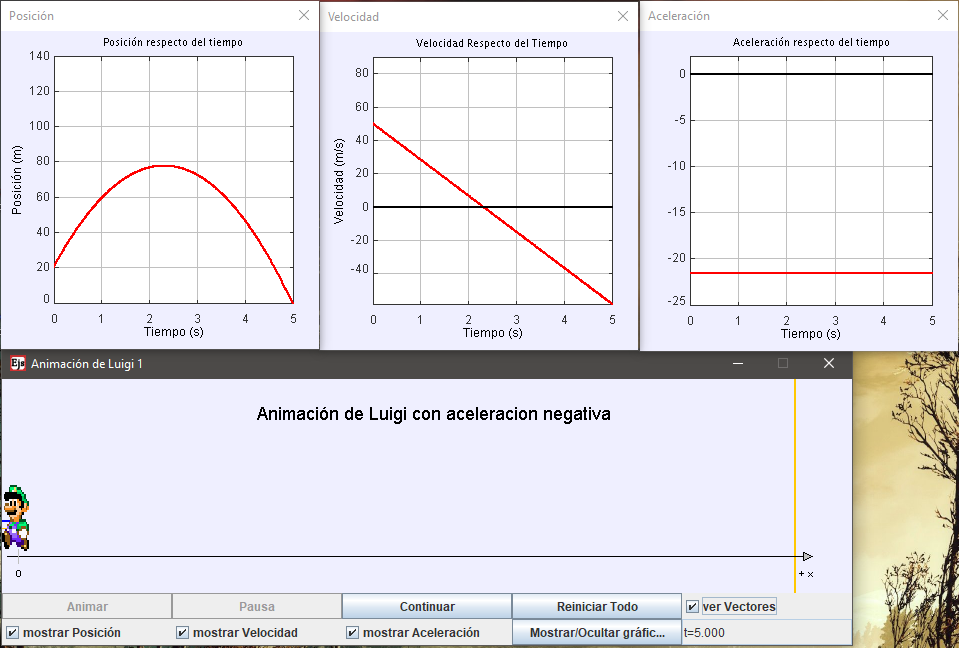 Posición
Posición respecto del tiempo
140
120
100
80
60
40
20
0
Posición (m)
0 1 2 3 4 5
Tiempo (s)
Velocidad
Velocidad Respecto del Tiempo
80
60
40
20
0
-20
-40
Velocidad (m/s)
0 1 2 3 4 5
Tiempo (s)
Aceleración
Aceleración respecto del tiempo
0
-5
-10
-15
-20
-25
0 1 2 3 4 5
Tiempo (s)
Ejs Animación de Luigi 1
Animación de Luigi con aceleracion negativa
0
+ x
Animar Pausa Continuar Reiniciar Todo ver Vectores
mostrar Posición mostrar Velocidad mostrar Aceleración Mostrar/Ocultar gráfic... t=5.000